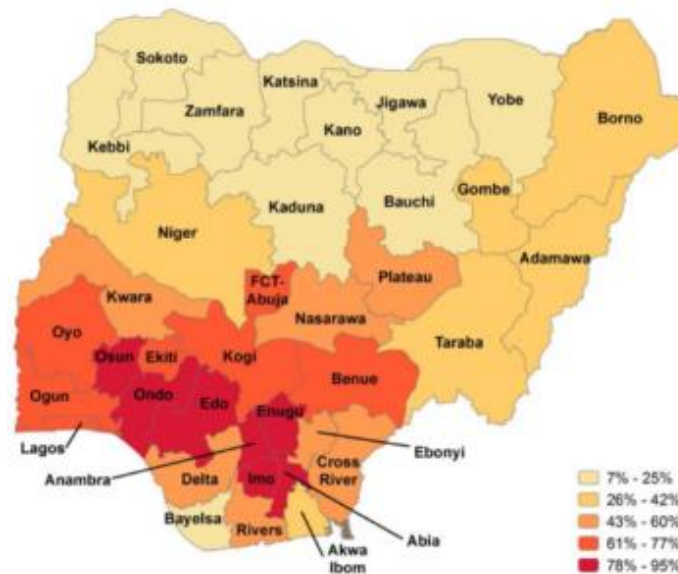 Sokoto
Katsina
Jigawa
Yobe
Zamfara
Borno
Kano
Kebbi
Gombe
Kaduna
Bauchi
Niger
Adamawa
FCT-
Abuja
Plateau
Kwara
Nasarawa
Oyo
Taraba
Osun
Ekiti
Kogi
Benue
Ogun
Ondo
Edo
Enugu
Lagos
Ebonyi
Anambra
Delta
Imo
Cross
River
Bayelsa
Rivers
Abia
Akwa
Ibom
7% - 25%
26% - 42%
43% - 60%
61% - 77%
78% - 95%